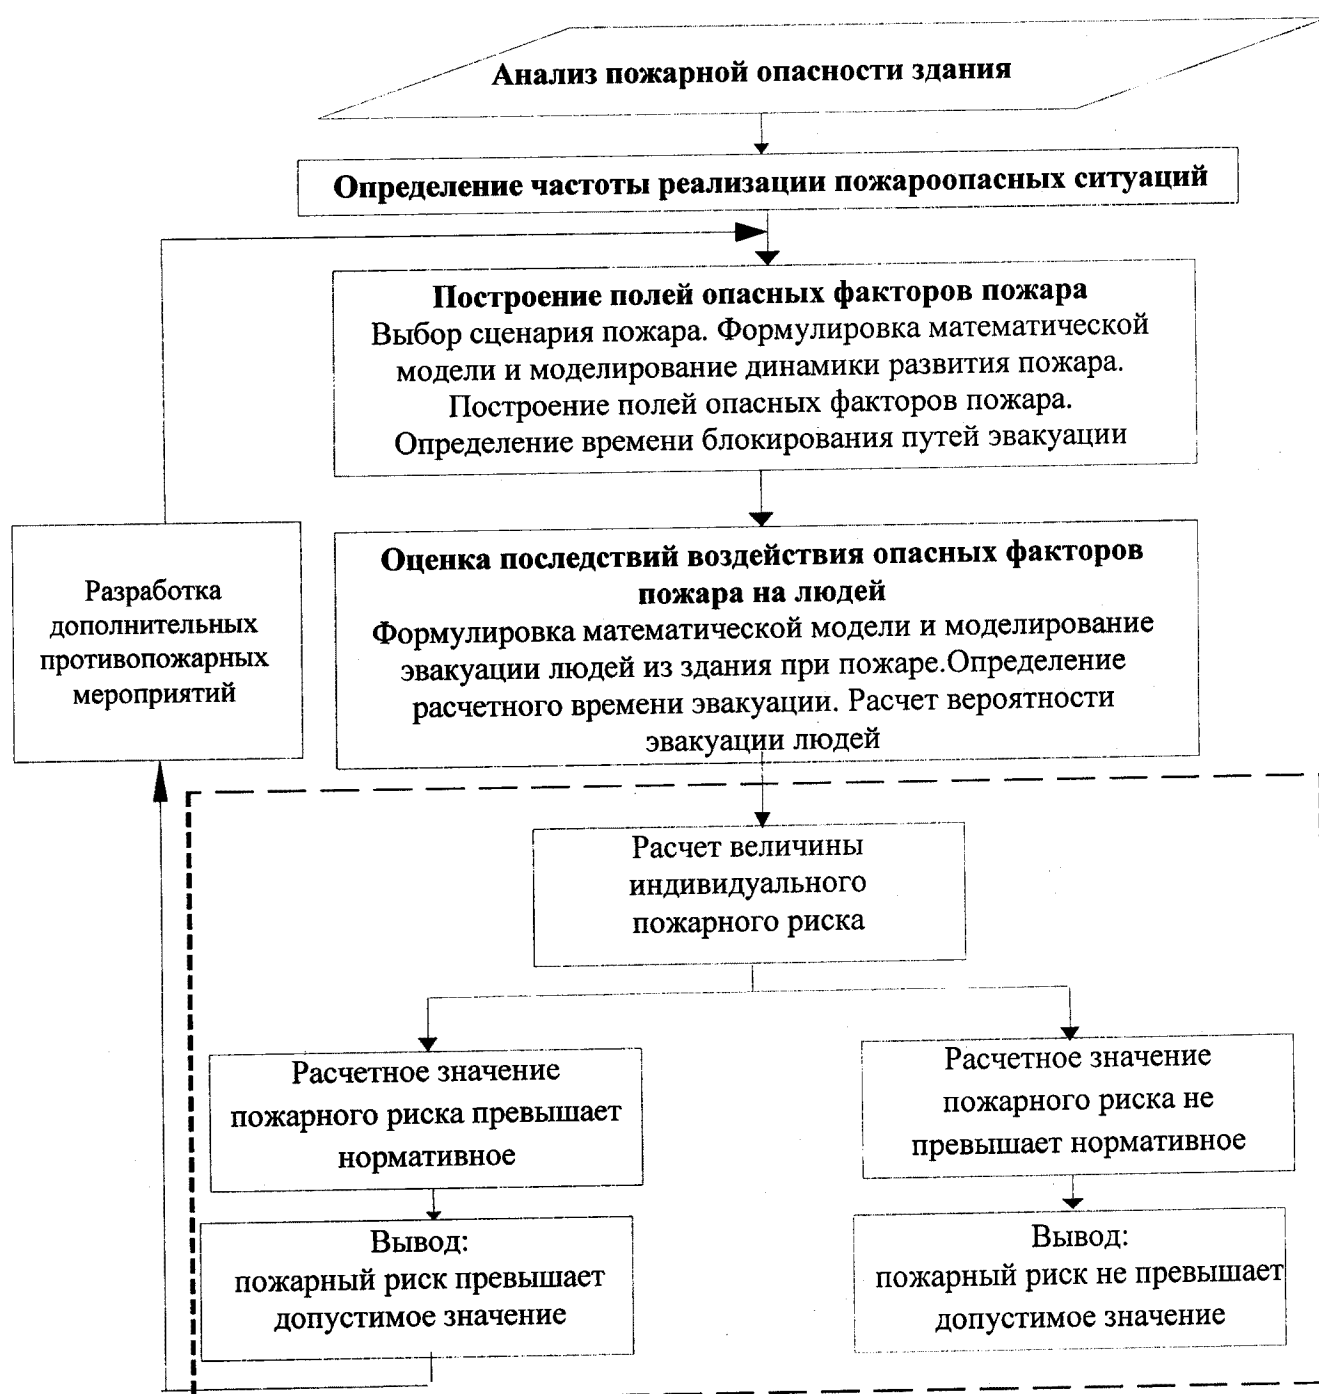 Анализ пожарной опасности здания
Определение частоты реализации пожароопасных ситуаций
Построение полей опасных факторов пожара
Выбор сценария пожара. Формулировка математической
модели и моделирование динамики развития пожара.
Построение полей опасных факторов пожара.
Определение времени блокирования путей эвакуации
Разработка
дополнительных
противопожарных
мероприятий
Оценка последствий воздействия опасных факторов
пожара на людей
Формулировка математической модели и моделирование
эвакуации людей из здания при пожаре.Определение
расчетного времени эвакуации. Расчет вероятности
эвакуации людей
Расчет величины
индивидуального
пожарного риска
Расчетное значение
пожарного риска превышает
нормативное
Расчетное значение
пожарного риска не
превышает нормативное
Вывод:
пожарный риск превышает
допустимое значение
Вывод:
пожарный риск не превышает
допустимое значение